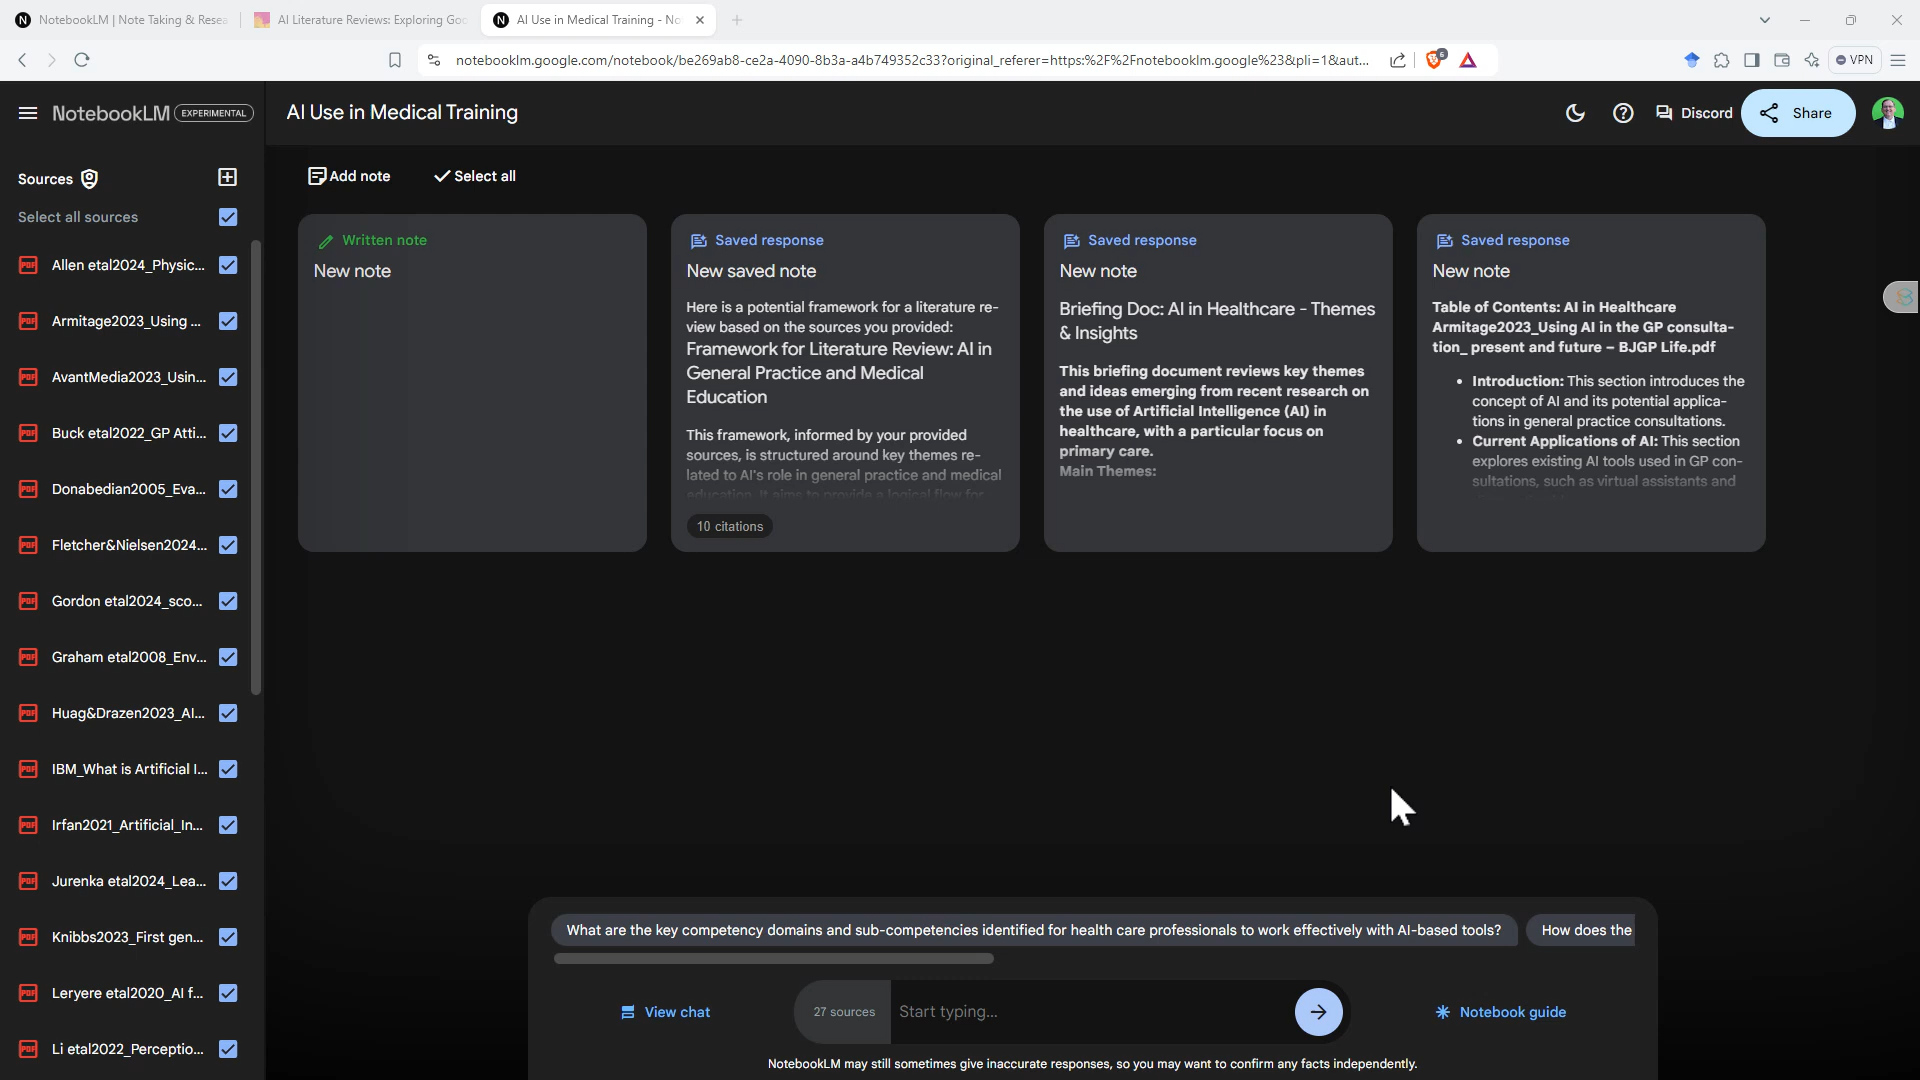 NotebookLM | Note Taking & Resea
AI Literature Reviews: Exploring Goo
AI Use in Medical Training - No
notebooklm.google.com/notebook/be269ab8-ce2a-4090-8b3a-a4b749352c33?original_referer=https:%2F%2Fnotebooklm.google%23&pli=1&aut...
6
VPN
NotebookLM EXPERIMENTAL
AI Use in Medical Training
Discord
Share
Sources
Select all sources
Allen etal2024_Physic...
Armitage2023_Using ...
AvantMedia2023_Usin...
Buck etal2022_GP Atti...
Donabedian2005_Eva...
Fletcher&Nielsen2024...
Gordon etal2024_sco...
Graham etal2008_Env...
Huag&Drazen2023_AI...
IBM_What is Artificial I...
Irfan2021_Artificial_In...
Jurenka etal2024_Lea...
Knibbs2023_First gen...
Leryere etal2020_AI f...
Li etal2022_Perceptio...
Add note
Select all
Written note
New note
Saved response
New saved note
Here is a potential framework for a literature re-
view based on the sources you provided:
Framework for Literature Review: AI in
General Practice and Medical
Education
This framework, informed by your provided
sources, is structured around key themes re-
lated to AI's role in general practice and medical
education. It aims to provide a logical flow for
10 citations
Saved response
New note
Briefing Doc: AI in Healthcare - Themes
& Insights
This briefing document reviews key themes
and ideas emerging from recent research on
the use of Artificial Intelligence (AI) in
healthcare, with a particular focus on
primary care.
Main Themes:
Saved response
New note
Table of Contents: AI in Healthcare
Armitage2023_Using AI in the GP consulta-
tion_ present and future – BJGP Life.pdf
• Introduction: This section introduces the
concept of AI and its potential applica-
tions in general practice consultations.
• Current Applications of AI: This section
explores existing AI tools used in GP con-
sultations, such as virtual assistants and
What are the key competency domains and sub-competencies identified for health care professionals to work effectively with AI-based tools?
How does the
View chat
27 sources
Start typing...
Notebook guide
NotebookLM may still sometimes give inaccurate responses, so you may want to confirm any facts independently.